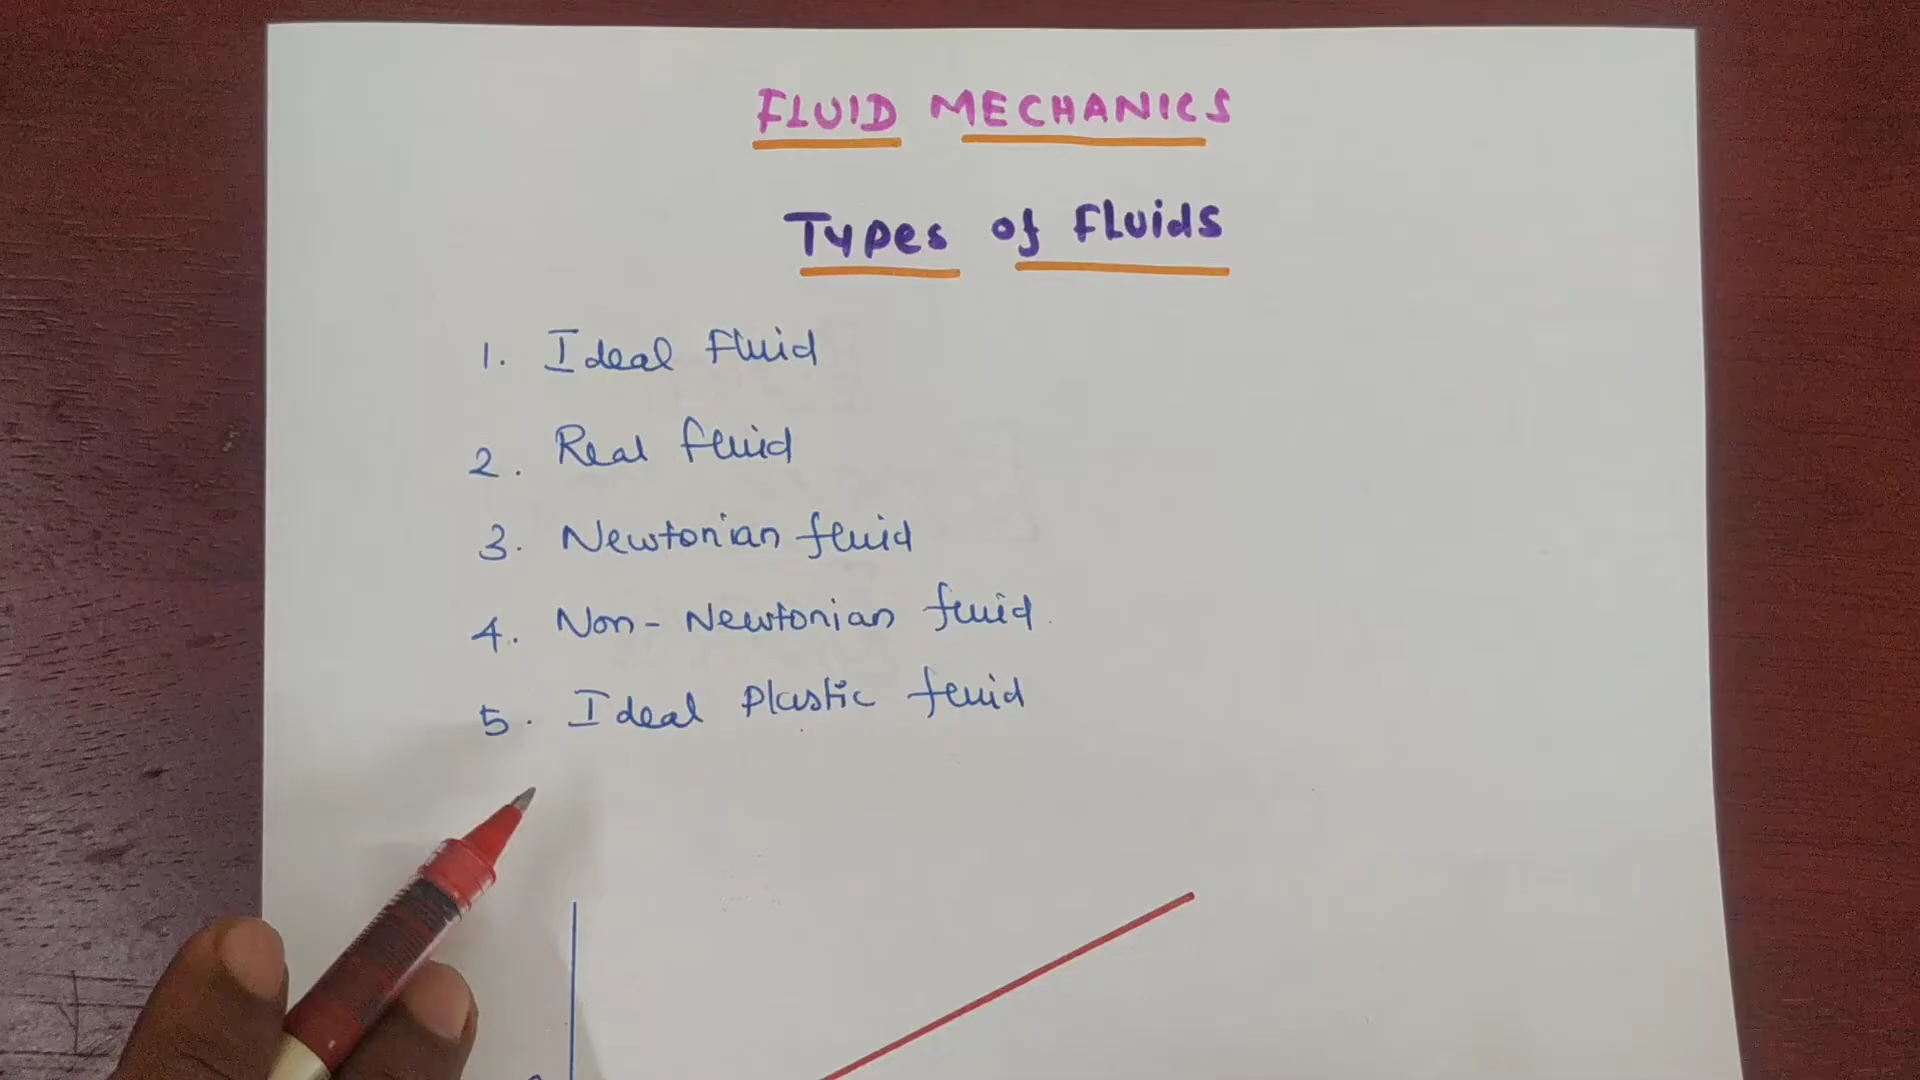 FLUID MECHANICS
Types of Fluids
1. Ideal Fluid
2. Real fluid
3. Newtonian fluid
4. Non-Newtonian fluid
5. Ideal Plastic fluid